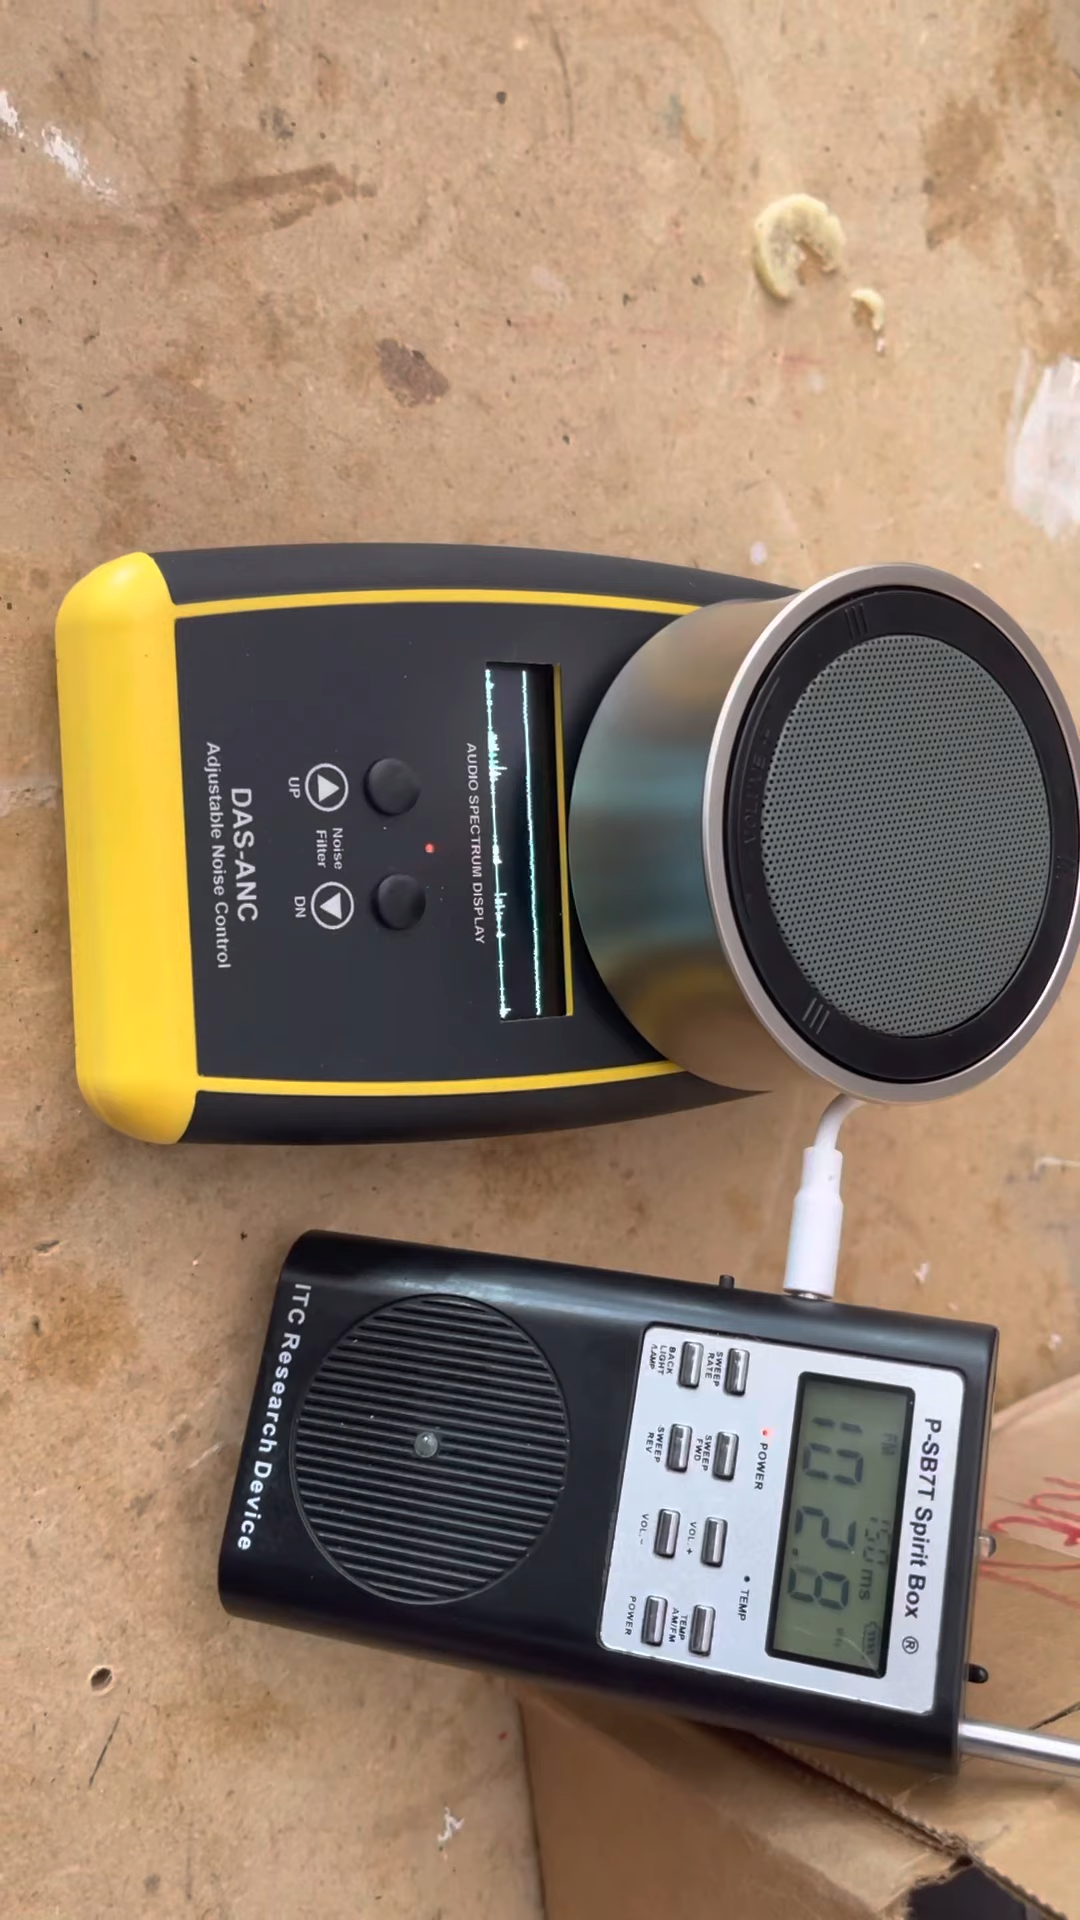 AUDIO SPECTRUM DISPLAY
Noise
Filter
UP
DN
DAS-ANC
Adjustable Noise Control
P-SB7T Spirit Box ®
FM
150 ms
102.8
POWER
TEMP
SWEEP
RATE
SWEEP
FWD
VOL. +
TEMP
AM/FM
BACK
LIGHT
/LAMP
SWEEP
REV
VOL. -
POWER
ITC Research Device